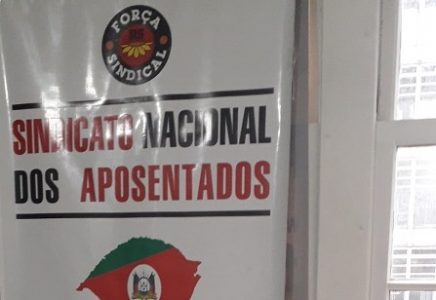 FORÇA
SINDICAL
SINDICATO NACIONAL
DOS APOSENTADOS